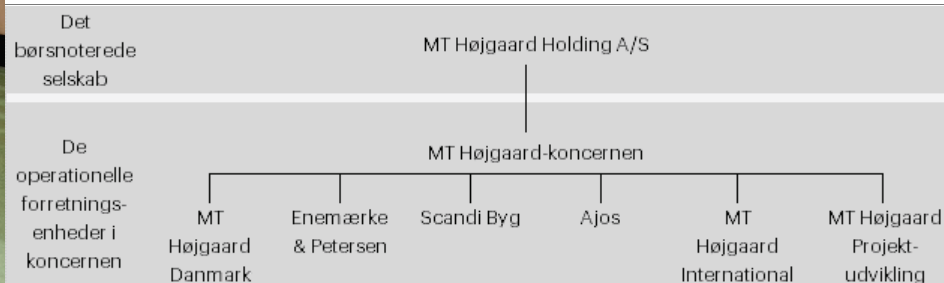 Det
børsnoterede
selskab
MT Højgaard Holding A/S
De
operationelle
forretnings-
enheder i
koncernen
MT Højgaard-koncernen
MT
Højgaard
Danmark
Enemærke
& Petersen
Scandi Byg
Ajos
MT
Højgaard
International
MT Højgaard
Projekt-
udvikling